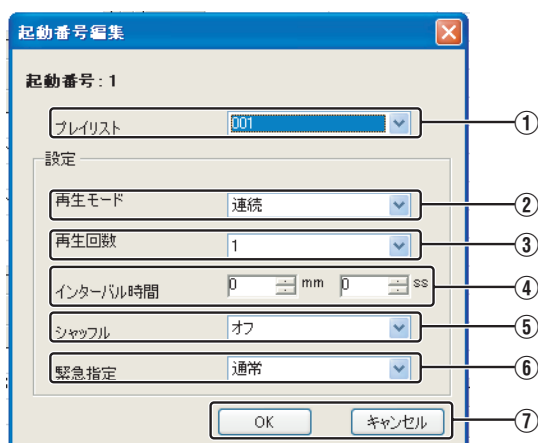 起動番号編集
起動番号:1
プレイリスト 001 ①
設定
再生モード 連続 ②
再生回数 1 ③
インターバル時間 0 mm 0 ss ④
シャッフル オフ ⑤
緊急指定 通常 ⑥
OK キャンセル ⑦